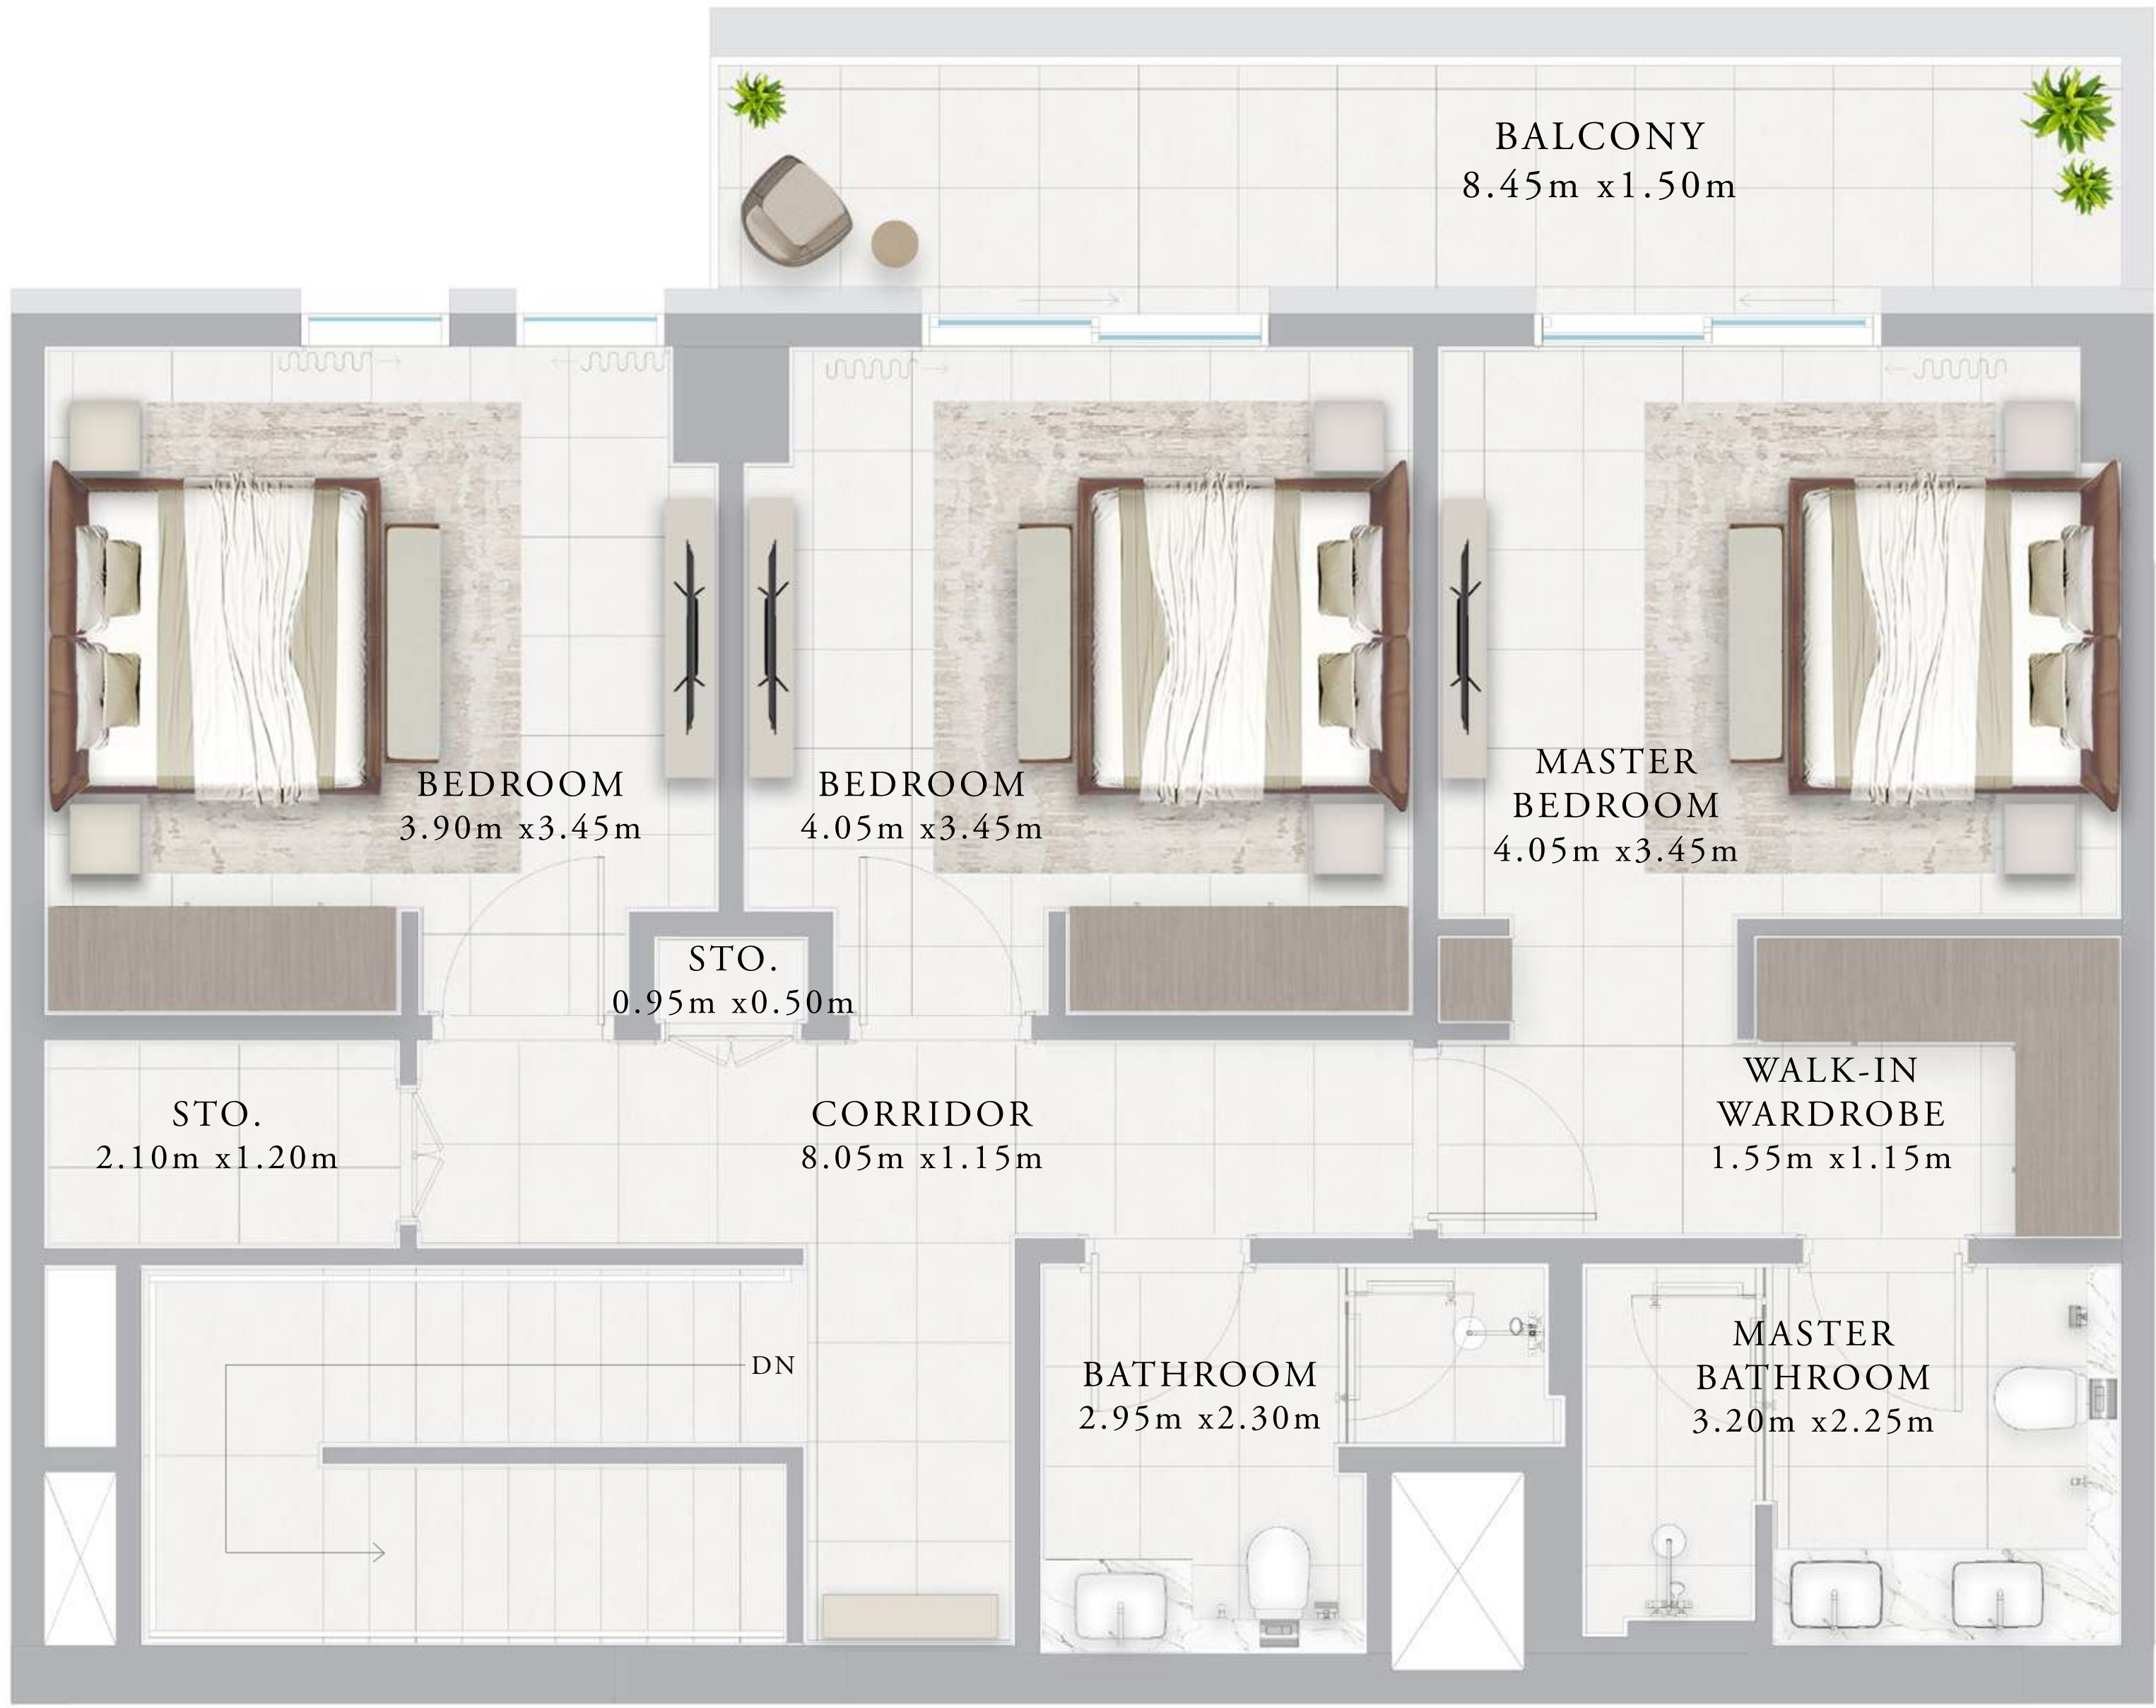 BALCONY
8.45m x1.50m
BEDROOM
3.90m x3.45m
BEDROOM
4.05m x3.45m
MASTER
BEDROOM
4.05m x3.45m
STO.
0.95m x0.50m
STO.
2.10m x1.20m
CORRIDOR
8.05m x1.15m
WALK-IN
WARDROBE
1.55m x1.15m
DN
BATHROOM
2.95m x2.30m
MASTER
BATHROOM
3.20m x2.25m